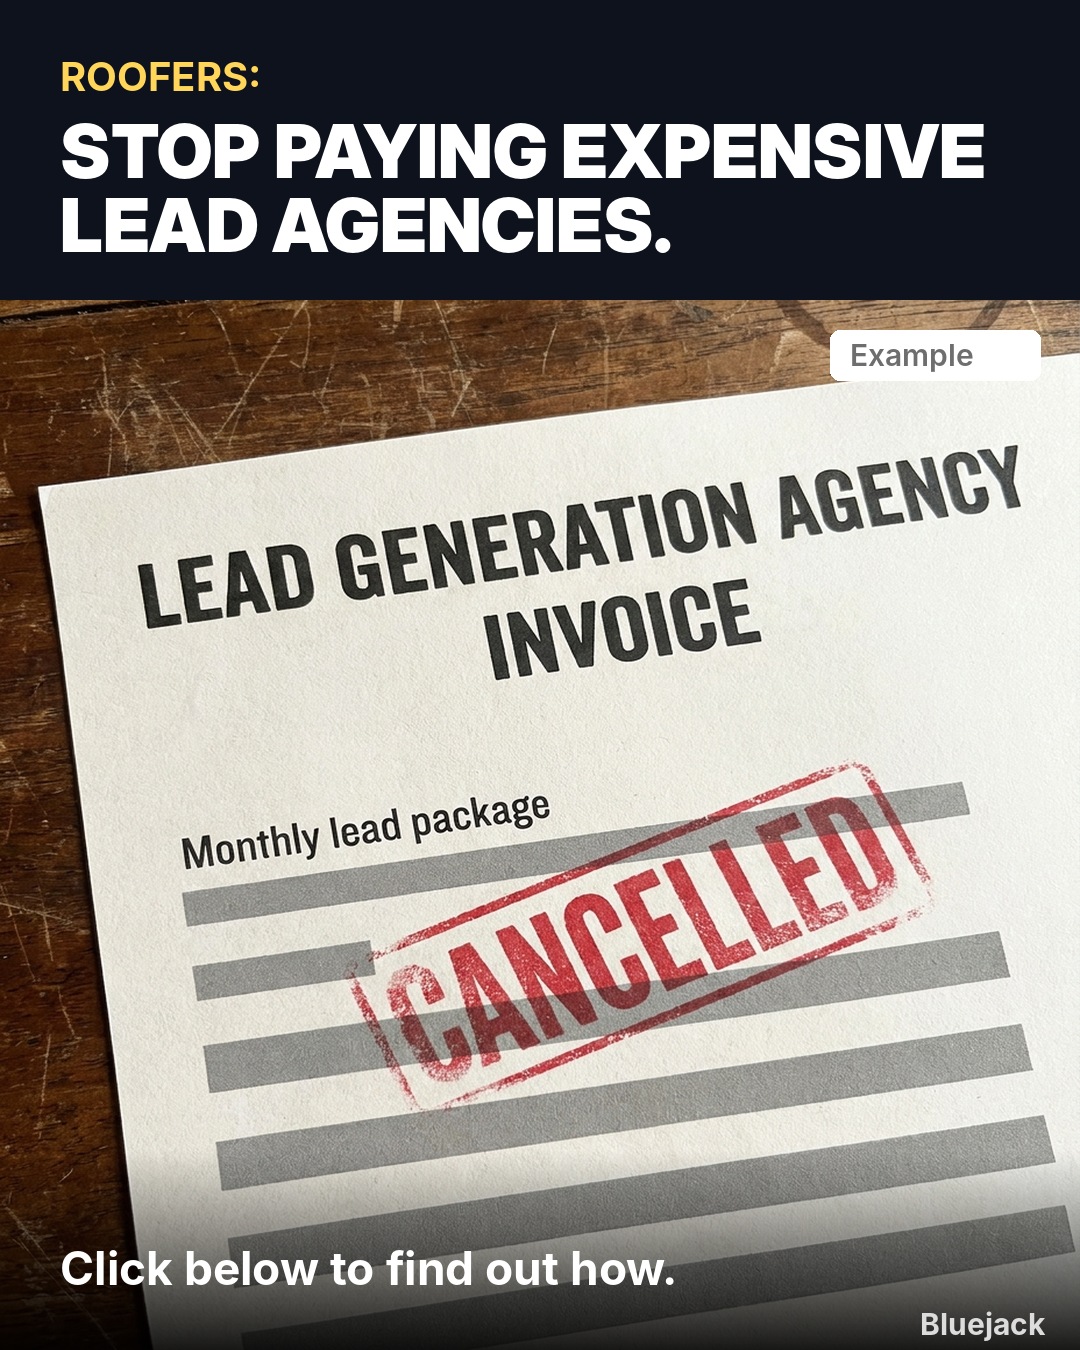 ROOFERS:
STOP PAYING EXPENSIVE
LEAD AGENCIES.
Example
LEAD GENERATION AGENCY
INVOICE
Monthly lead package
CANCELLED
Click below to find out how.
Bluejack